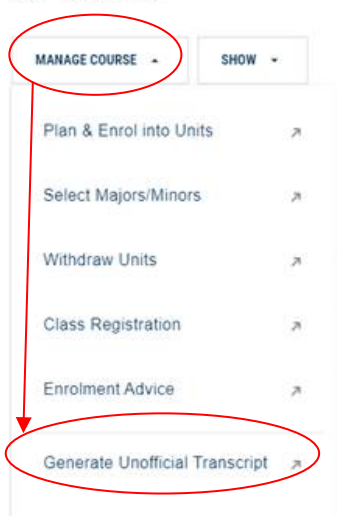 MANAGE COURSE SHOW
Plan & Enrol into Units
Select Majors/Minors
Withdraw Units
Class Registration
Enrolment Advice
Generate Unofficial Transcript